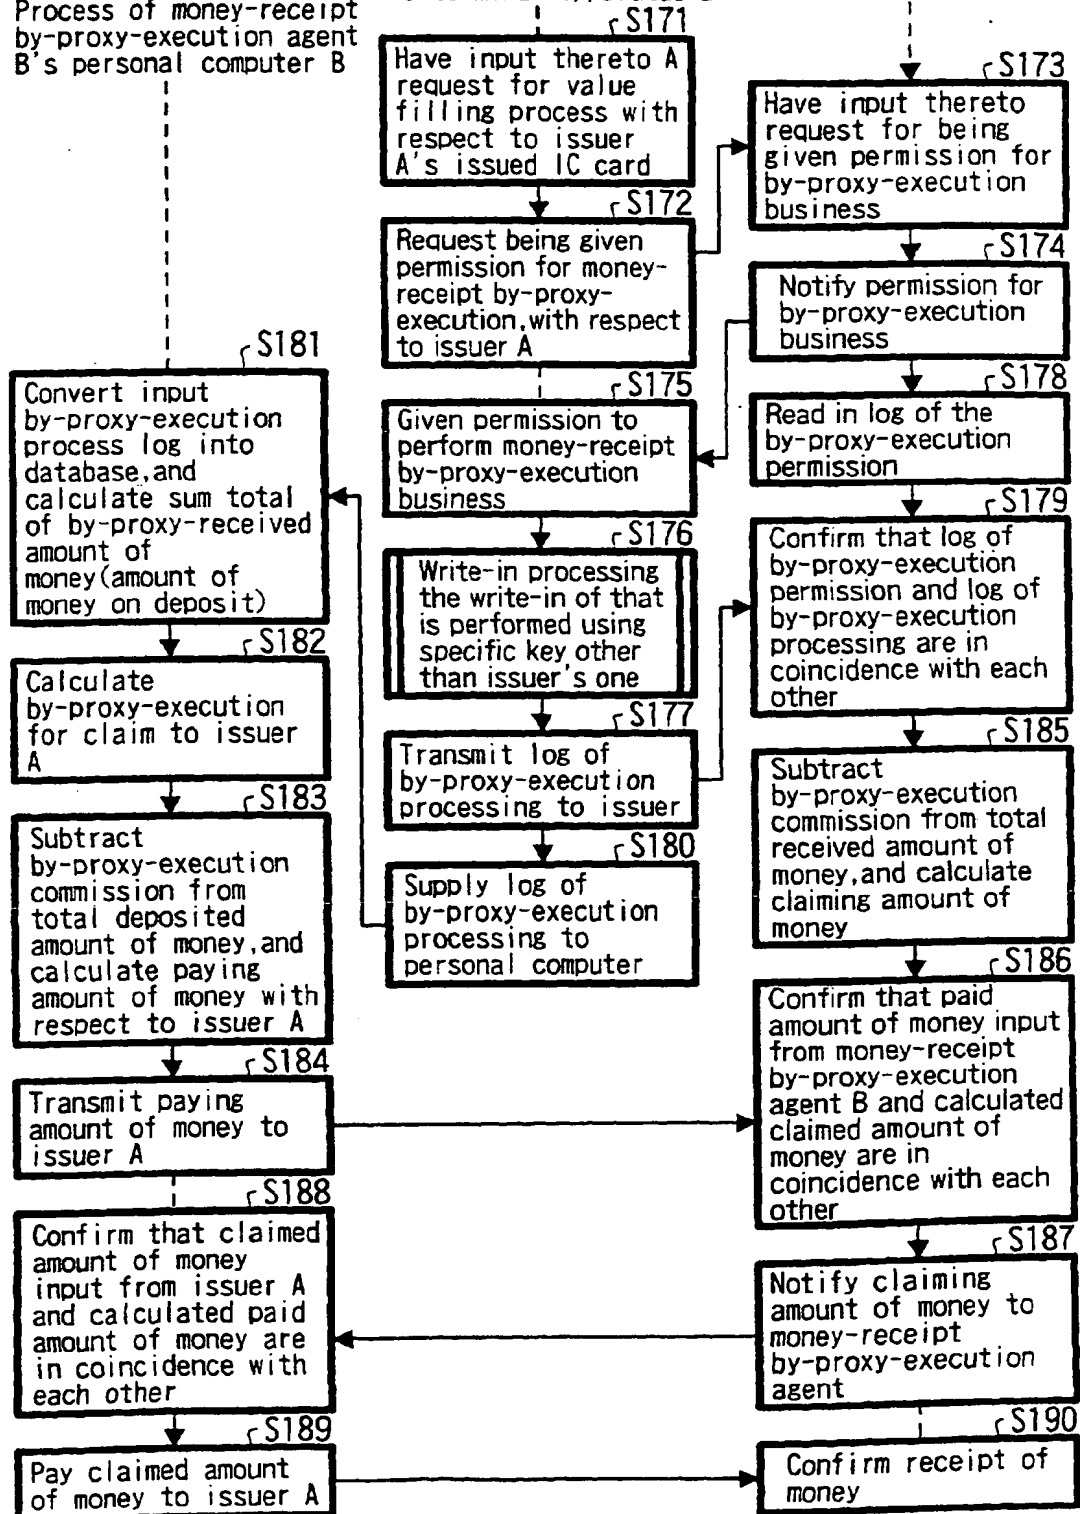 Process of money-receipt
by-proxy-execution agent
B's personal computer B
S171
Have input thereto A
request for value
filling process with
respect to issuer
A's issued IC card
S172
Request being given
permission for money-
receipt by-proxy-
execution, with respect
to issuer A
S175
Given permission to
perform money-receipt
by-proxy-execution
business
S176
Write-in processing
the write-in of that
is performed using
specific key other
than issuer's one
S177
Transmit log of
by-proxy-execution
processing to issuer
S180
Supply log of
by-proxy-execution
processing to
personal computer
S173
Have input thereto
request for being
given permission for
by-proxy-execution
business
S174
Notify permission for
by-proxy-execution
business
S178
Read in log of the
by-proxy-execution
permission
S179
Confirm that log of
by-proxy-execution
permission and log of
by-proxy-execution
processing are in
coincidence with each
other
S181
Convert input
by-proxy-execution
process log into
database, and
calculate sum total
of by-proxy-received
amount of
money(amount of
money on deposit)
S182
Calculate
by-proxy-execution
for claim to issuer
A
S183
Subtract
by-proxy-execution
commission from
total deposited
amount of money, and
calculate paying
amount of money with
respect to issuer A
S184
Transmit paying
amount of money to
issuer A
S185
Subtract
by-proxy-execution
commission from total
received amount of
money, and calculate
claiming amount of
money
S186
Confirm that paid
amount of money input
from money-receipt
by-proxy-execution
agent B and calculated
claimed amount of
money are in
coincidence with each
other
S187
Notify claiming
amount of money to
money-receipt
by-proxy-execution
agent
S188
Confirm that claimed
amount of money
input from issuer A
and calculated paid
amount of money are
in coincidence with
each other
S189
Pay claimed amount
of money to issuer A
S190
Confirm receipt of
money